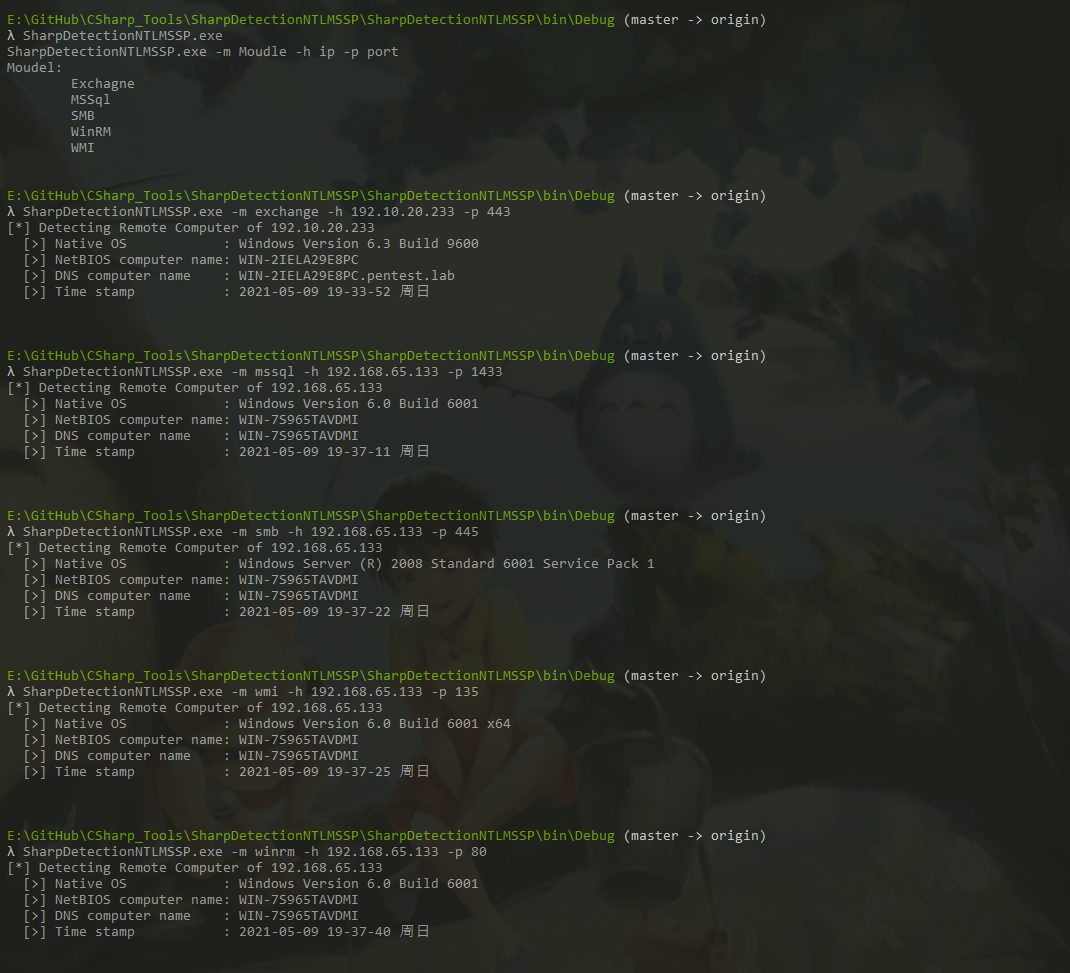 E:\GitHub\CSharp_Tools\SharpDetectionNTLMSSP\SharpDetectionNTLMSSP\bin\Debug (master -> origin)
λ SharpDetectionNTLMSSP.exe
SharpDetectionNTLMSSP.exe -m Moudle -h ip -p port
Moudel:
        Exchagne
        MSSql
        SMB
        WinRM
        WMI
E:\GitHub\CSharp_Tools\SharpDetectionNTLMSSP\SharpDetectionNTLMSSP\bin\Debug (master -> origin)
λ SharpDetectionNTLMSSP.exe -m exchange -h 192.10.20.233 -p 443
[*] Detecting Remote Computer of 192.10.20.233
  [>] Native OS            : Windows Version 6.3 Build 9600
  [>] NetBIOS computer name: WIN-2IELA29E8PC
  [>] DNS computer name    : WIN-2IELA29E8PC.pentest.lab
  [>] Time stamp           : 2021-05-09 19-33-52 周日
E:\GitHub\CSharp_Tools\SharpDetectionNTLMSSP\SharpDetectionNTLMSSP\bin\Debug (master -> origin)
λ SharpDetectionNTLMSSP.exe -m mssql -h 192.168.65.133 -p 1433
[*] Detecting Remote Computer of 192.168.65.133
  [>] Native OS            : Windows Version 6.0 Build 6001
  [>] NetBIOS computer name: WIN-7S965TAVDMI
  [>] DNS computer name    : WIN-7S965TAVDMI
  [>] Time stamp           : 2021-05-09 19-37-11 周日
E:\GitHub\CSharp_Tools\SharpDetectionNTLMSSP\SharpDetectionNTLMSSP\bin\Debug (master -> origin)
λ SharpDetectionNTLMSSP.exe -m smb -h 192.168.65.133 -p 445
[*] Detecting Remote Computer of 192.168.65.133
  [>] Native OS            : Windows Server (R) 2008 Standard 6001 Service Pack 1
  [>] NetBIOS computer name: WIN-7S965TAVDMI
  [>] DNS computer name    : WIN-7S965TAVDMI
  [>] Time stamp           : 2021-05-09 19-37-22 周日
E:\GitHub\CSharp_Tools\SharpDetectionNTLMSSP\SharpDetectionNTLMSSP\bin\Debug (master -> origin)
λ SharpDetectionNTLMSSP.exe -m wmi -h 192.168.65.133 -p 135
[*] Detecting Remote Computer of 192.168.65.133
  [>] Native OS            : Windows Version 6.0 Build 6001 x64
  [>] NetBIOS computer name: WIN-7S965TAVDMI
  [>] DNS computer name    : WIN-7S965TAVDMI
  [>] Time stamp           : 2021-05-09 19-37-25 周日
E:\GitHub\CSharp_Tools\SharpDetectionNTLMSSP\SharpDetectionNTLMSSP\bin\Debug (master -> origin)
λ SharpDetectionNTLMSSP.exe -m winrm -h 192.168.65.133 -p 80
[*] Detecting Remote Computer of 192.168.65.133
  [>] Native OS            : Windows Version 6.0 Build 6001
  [>] NetBIOS computer name: WIN-7S965TAVDMI
  [>] DNS computer name    : WIN-7S965TAVDMI
  [>] Time stamp           : 2021-05-09 19-37-40 周日